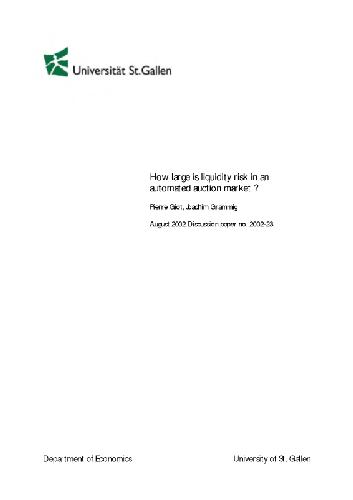 Universität St.Gallen
How large is liquidity risk in an
automated auction market ?
Pierre Giot, Joachim Grammig
August 2002 Discussion paper no. 2002-23
Department of Economics
University of St. Gallen